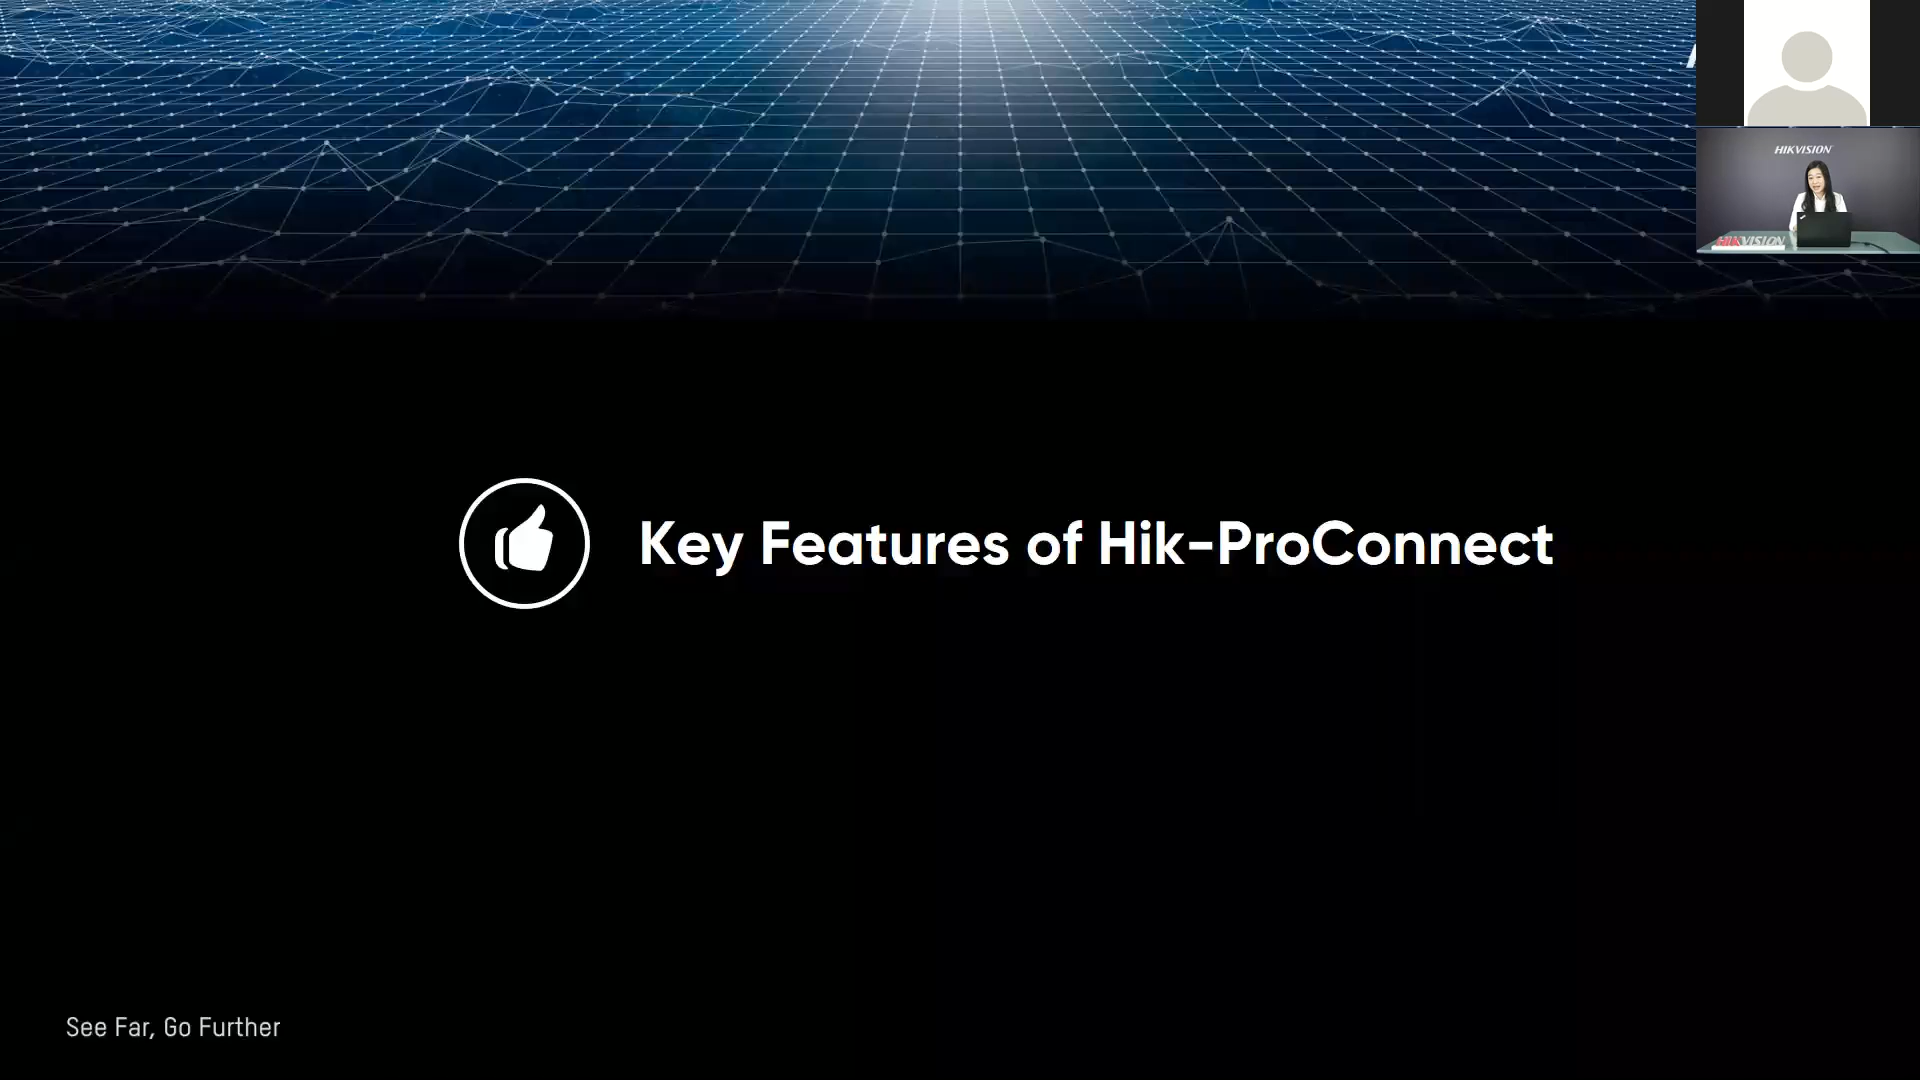 HIKVISION
HIKVISION
Key Features of Hik-ProConnect
See Far, Go Further